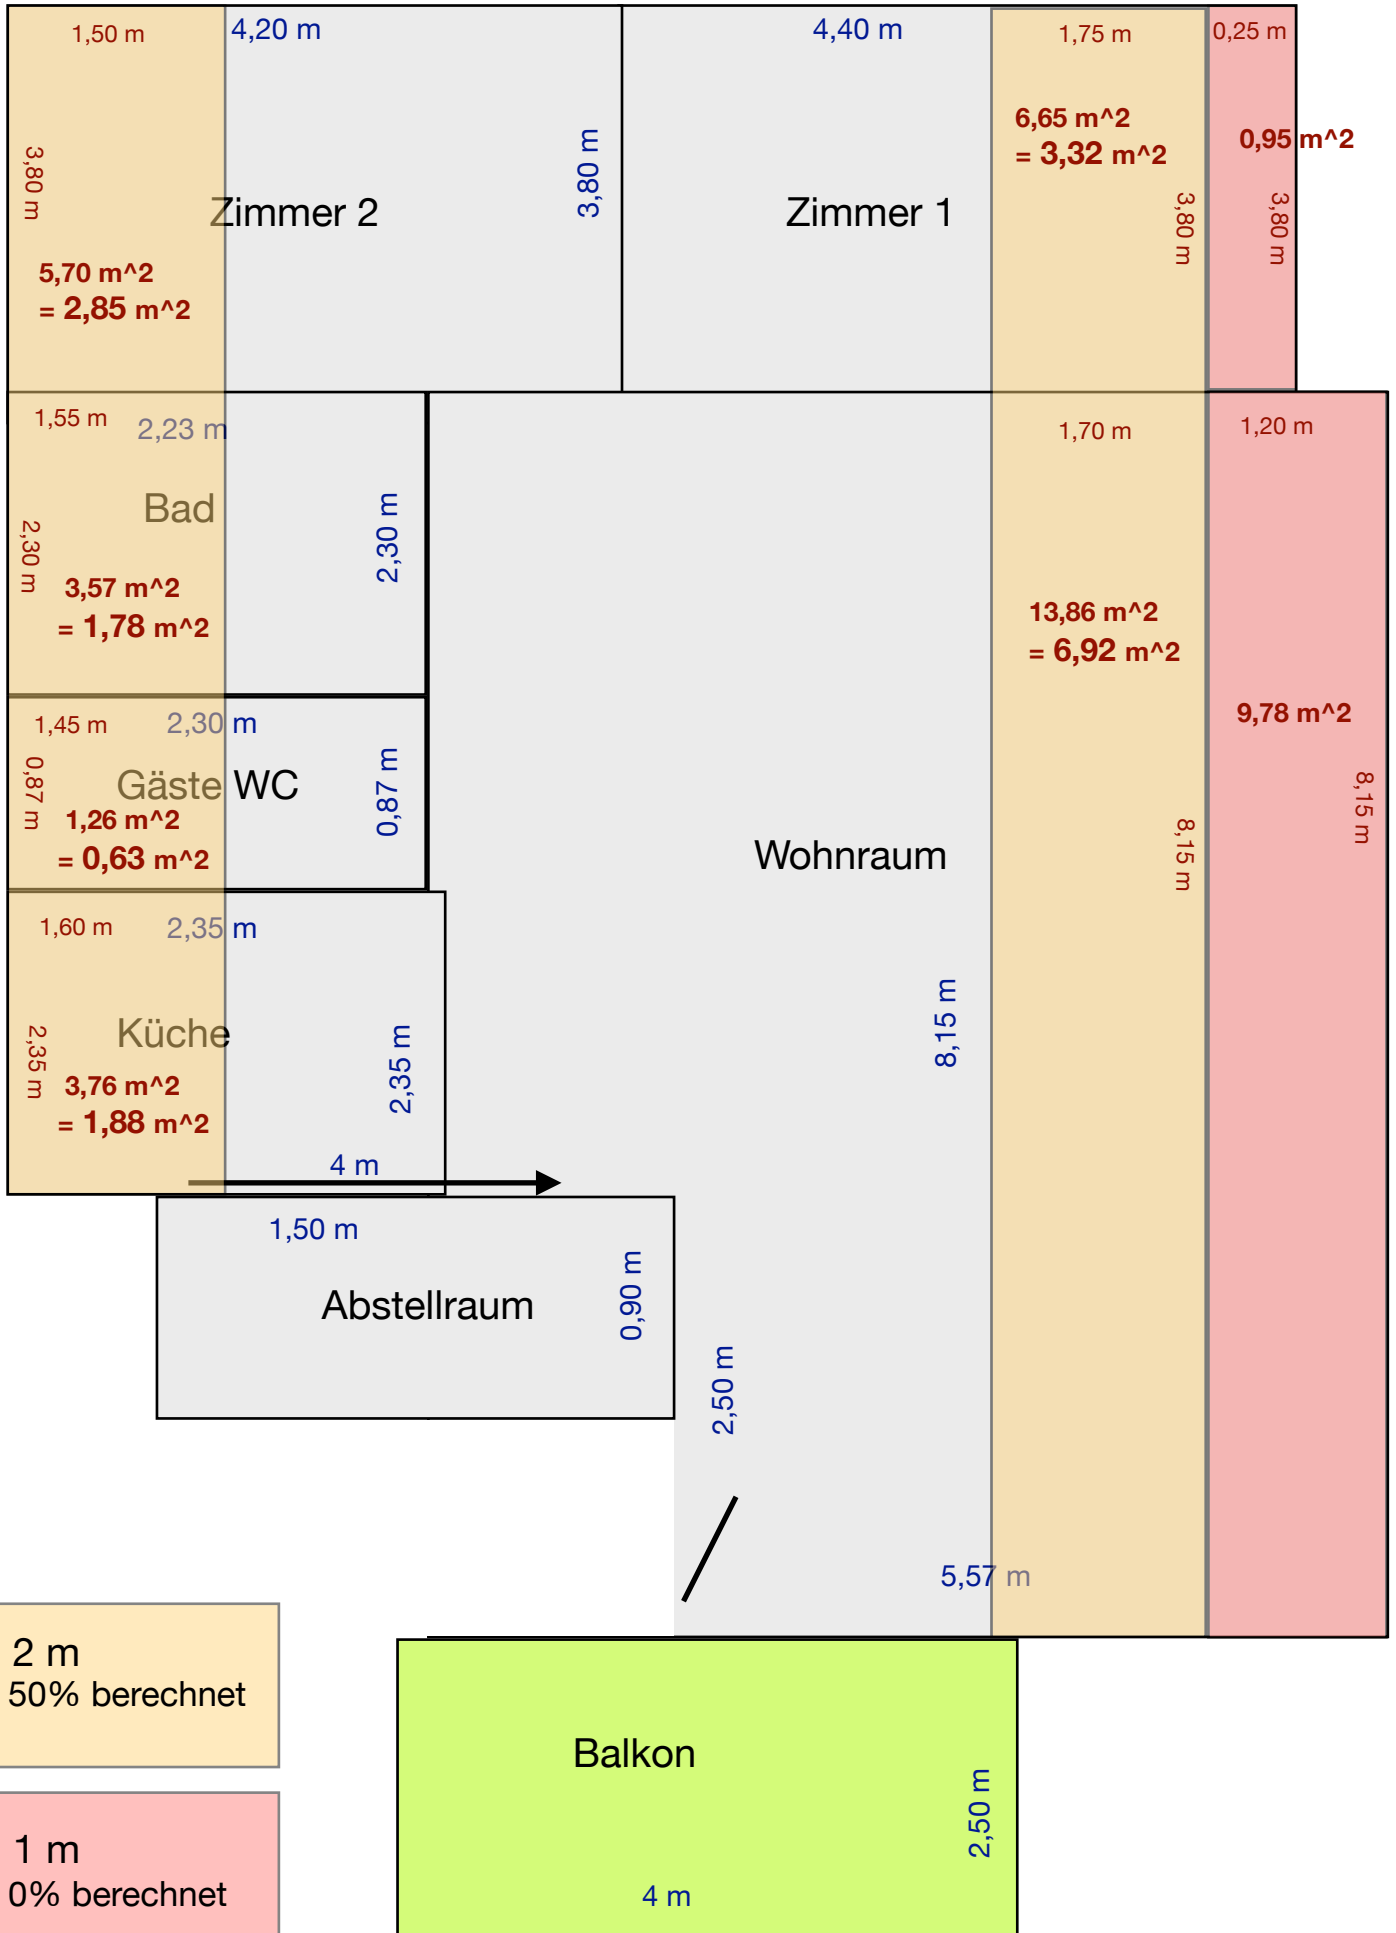 1,50 m
4,20 m
4,40 m
1,75 m
0,25 m
3,80 m
3,80 m
6,65 m^2
= 3,32 m^2
0,95 m^2
3,80 m
3,80 m
Zimmer 2
Zimmer 1
5,70 m^2
= 2,85 m^2
1,55 m
2,23 m
1,70 m
1,20 m
Bad
2,30 m
2,30 m
3,57 m^2
= 1,78 m^2
13,86 m^2
= 6,92 m^2
9,78 m^2
1,45 m
2,30 m
0,87 m
Gäste WC
0,87 m
1,26 m^2
= 0,63 m^2
Wohnraum
8,15 m
8,15 m
1,60 m
2,35 m
Küche
2,35 m
2,35 m
8,15 m
3,76 m^2
= 1,88 m^2
4 m
1,50 m
Abstellraum
0,90 m
2,50 m
5,57 m
2 m
50% berechnet
Balkon
2,50 m
1 m
0% berechnet
4 m